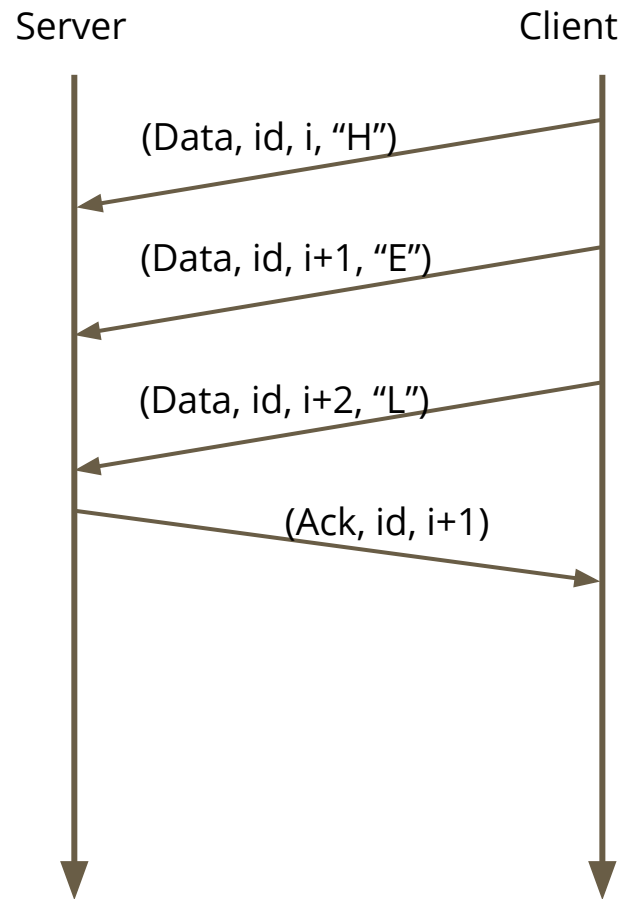 Server
Client
(Data, id, i, “H”)
(Data, id, i+1, “E”)
(Data, id, i+2, “L”)
(Ack, id, i+1)